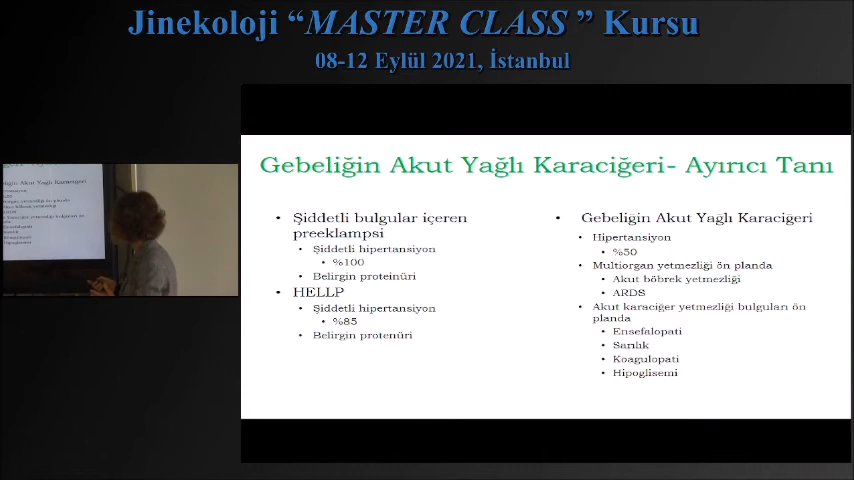 Jinekoloji “MASTER CLASS ” Kursu
08-12 Eylül 2021, İstanbul
Gebeliğin Akut Yağlı Karaciğeri- Ayırıcı Tanı
• Şiddetli bulgular içeren
preeklampsi
• Şiddetli hipertansiyon
• %100
• Belirgin proteinüri
• HELLP
• Şiddetli hipertansiyon
• %85
• Belirgin protenüri
• Gebeliğin Akut Yağlı Karaciğeri
• Hipertansiyon
• %50
• Multiorgan yetmezliği ön planda
• Akut böbrek yetmezliği
• ARDS
• Akut karaciğer yetmezliği bulguları ön
planda
• Ensefalopati
• Sarılık
• Koagulopati
• Hipoglisemi